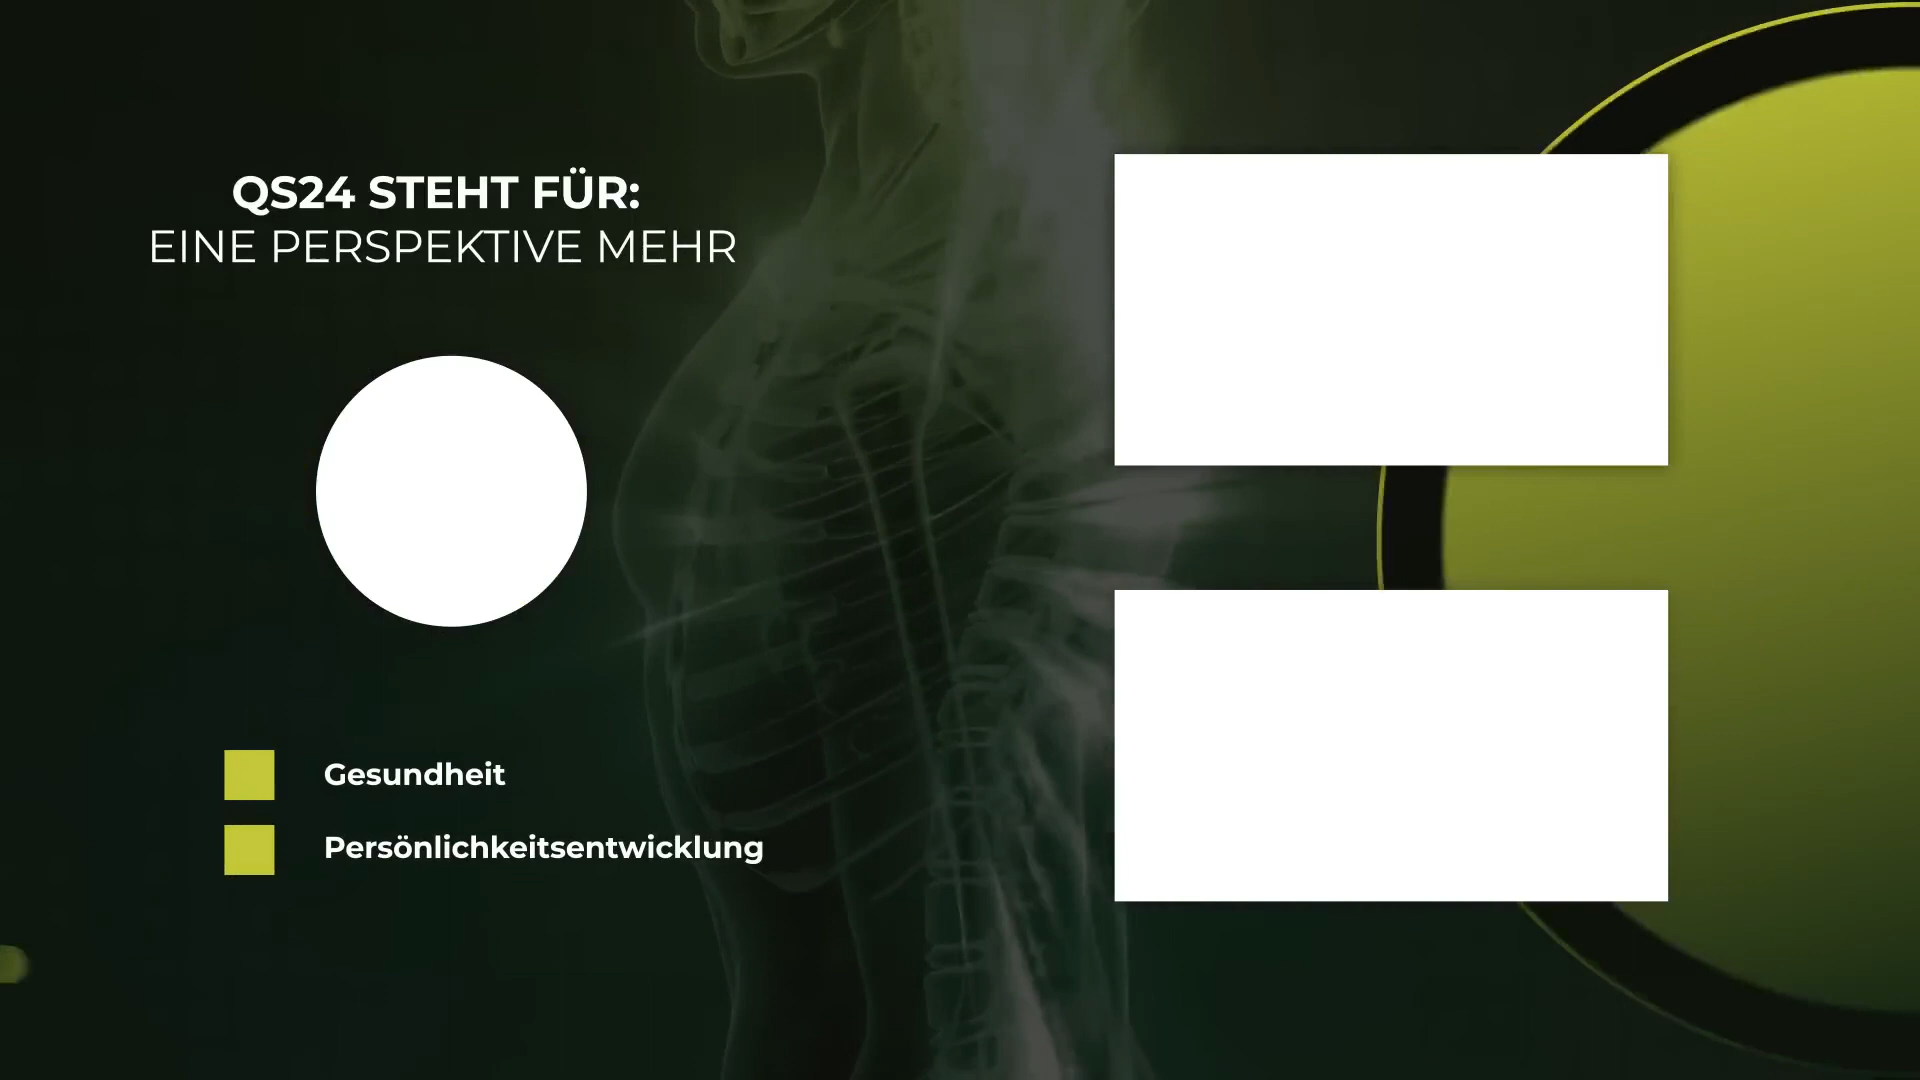 QS24 STEHT FÜR:
EINE PERSPEKTIVE MEHR
Gesundheit
Persönlichkeitsentwicklung